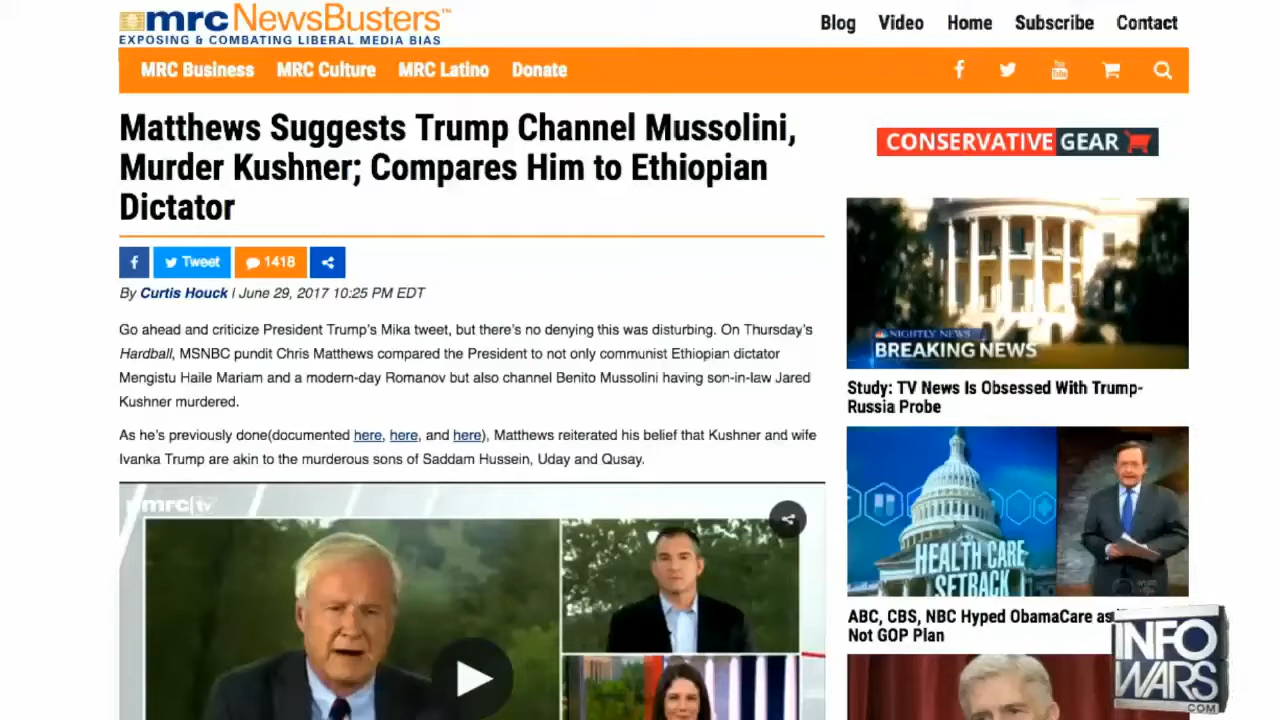 mrc NewsBusters™
EXPOSING & COMBATING LIBERAL MEDIA BIAS
Blog Video Home Subscribe Contact
MRC Business MRC Culture MRC Latino Donate
Matthews Suggests Trump Channel Mussolini,
Murder Kushner; Compares Him to Ethiopian
Dictator
Tweet 1418
By Curtis Houck | June 29, 2017 10:25 PM EDT
Go ahead and criticize President Trump's Mika tweet, but there's no denying this was disturbing. On Thursday's
Hardball, MSNBC pundit Chris Matthews compared the President to not only communist Ethiopian dictator
Mengistu Haile Mariam and a modern-day Romanov but also channel Benito Mussolini having son-in-law Jared
Kushner murdered.
As he's previously done(documented here, here, and here), Matthews reiterated his belief that Kushner and wife
Ivanka Trump are akin to the murderous sons of Saddam Hussein, Uday and Qusay.
mrc|tv
CONSERVATIVE GEAR
NIGHTLY NEWS
BREAKING NEWS
Study: TV News Is Obsessed With Trump-
Russia Probe
HEALTH CARE
SETBACK
ABC, CBS, NBC Hyped ObamaCare as
Not GOP Plan
INFO
WARS
.COM